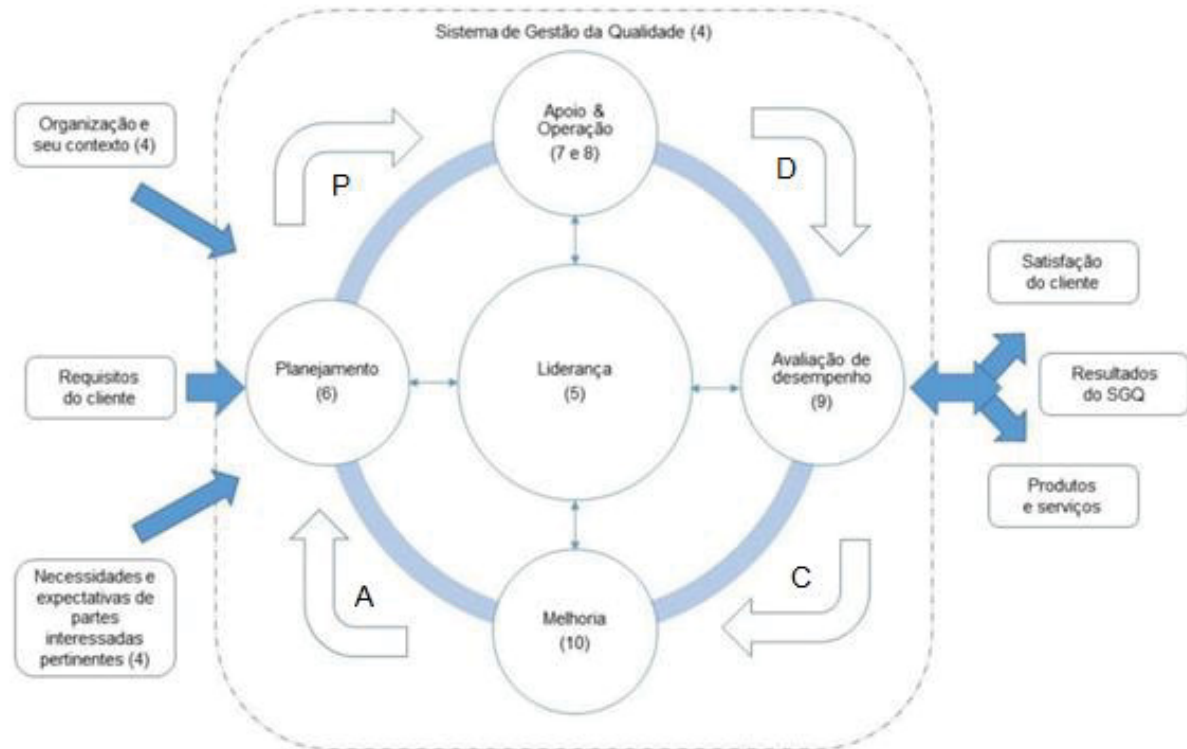 Sistema de Gestão da Qualidade (4)
Organização e
seu contexto (4)
Requisitos
do cliente
Necessidades e
expectativas de
partes
interessadas
pertinentes (4)
P
Apoio &
Operação
(7 e 8)
D
Planejamento
(6)
Liderança
(5)
Avaliação de
desempenho
(9)
A
Melhoria
(10)
C
Satisfação
do cliente
Resultados
do SGQ
Produtos
e serviços